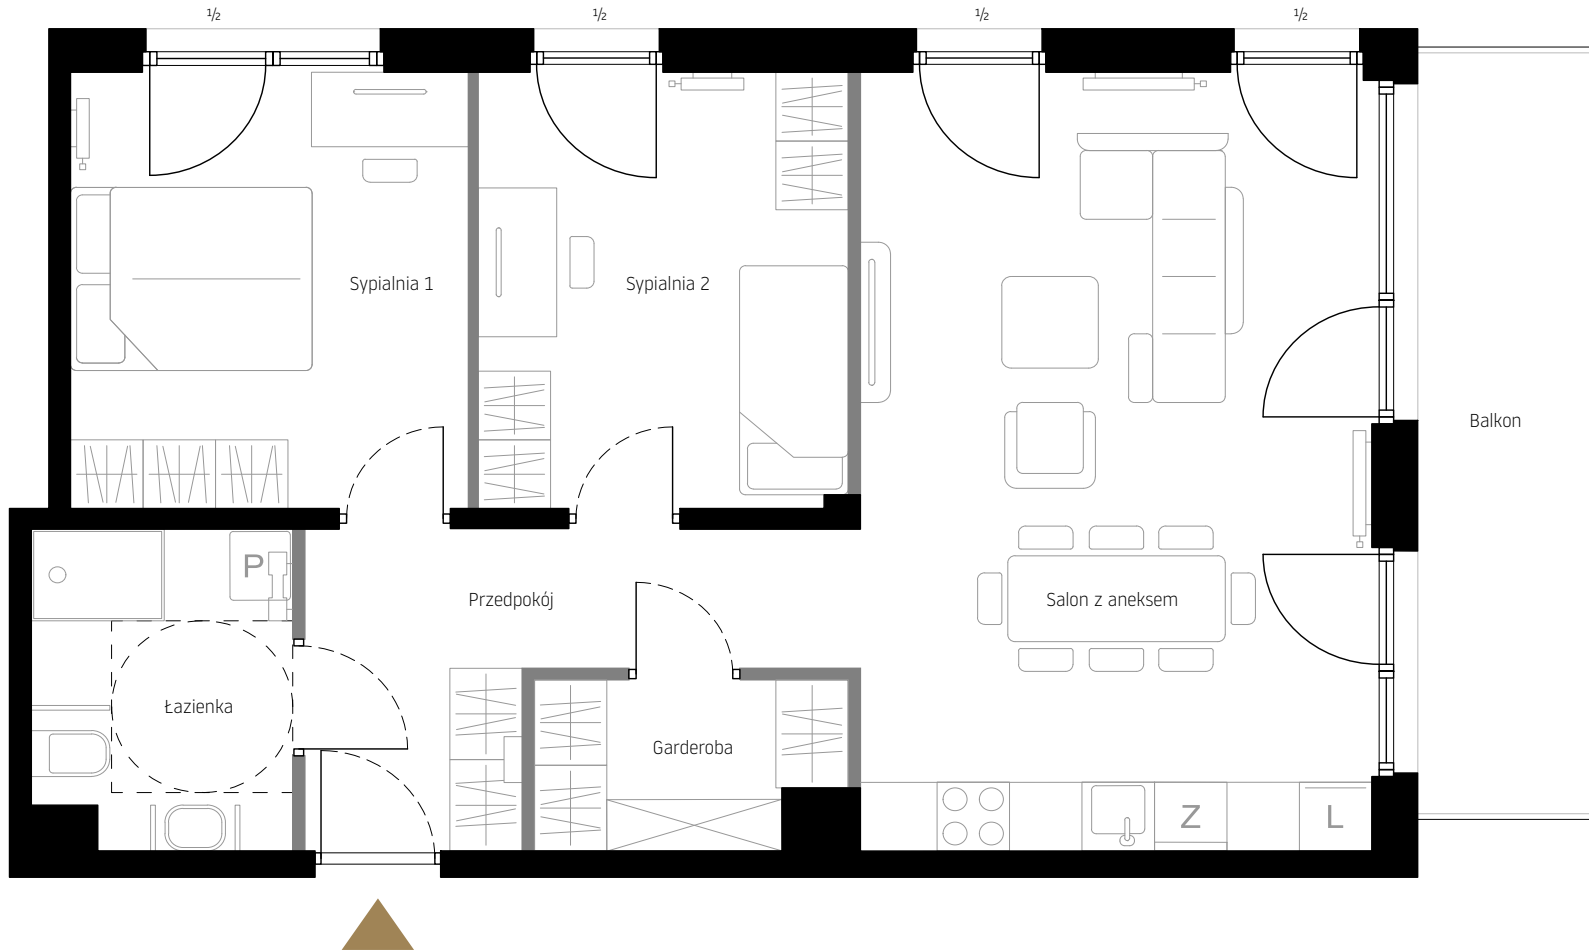 ½ ½ ½ ½
Sypialnia 1
Sypialnia 2
Balkon
P
Przedpokój
Salon z aneksem
Łazienka
Garderoba
Z
L